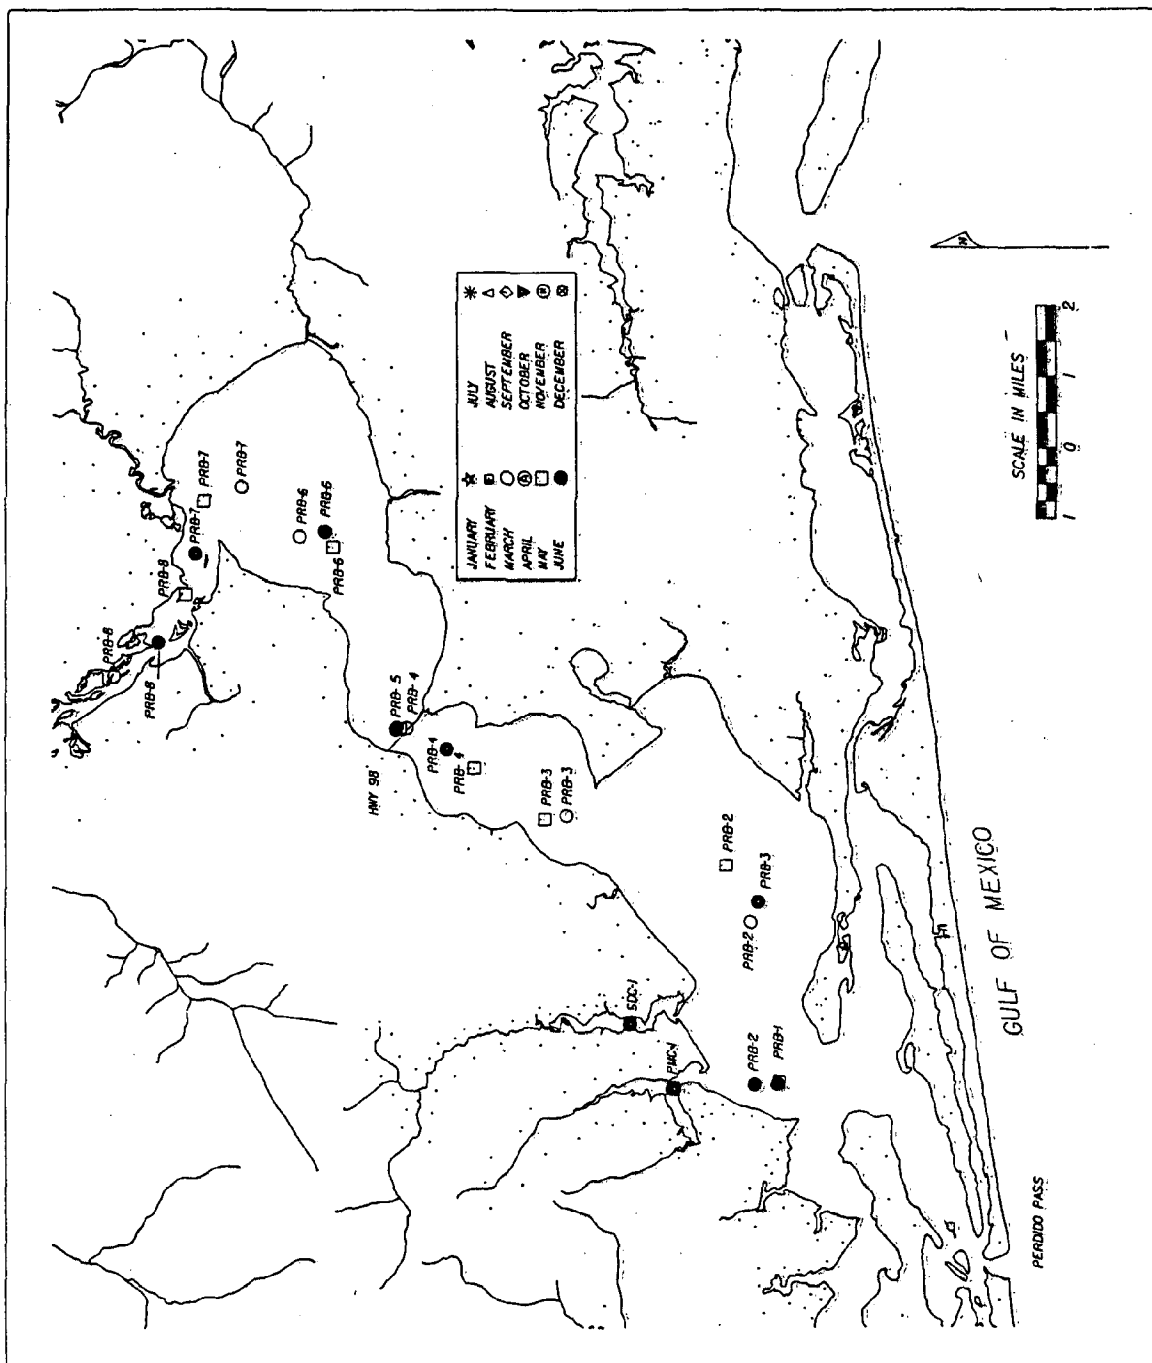 PRB-7
PRB-7
PRB-7
PRB-8
PRB-8
PRB-8
PRB-6
PRB-6
PRB-6
PRB-5
PRB-4
PRB-4
PRB-4
HWY 98
PRB-3
PRB-3
PRB-2
PRB-3
PRB-2
SDC-1
PMC-1
PRB-2
PRB-1
JANUARY
FEBRUARY
MARCH
APRIL
MAY
JUNE
JULY
AUGUST
SEPTEMBER
OCTOBER
NOVEMBER
DECEMBER
N
SCALE IN MILES
1 0 1 2
GULF OF MEXICO
PERDIDO PASS